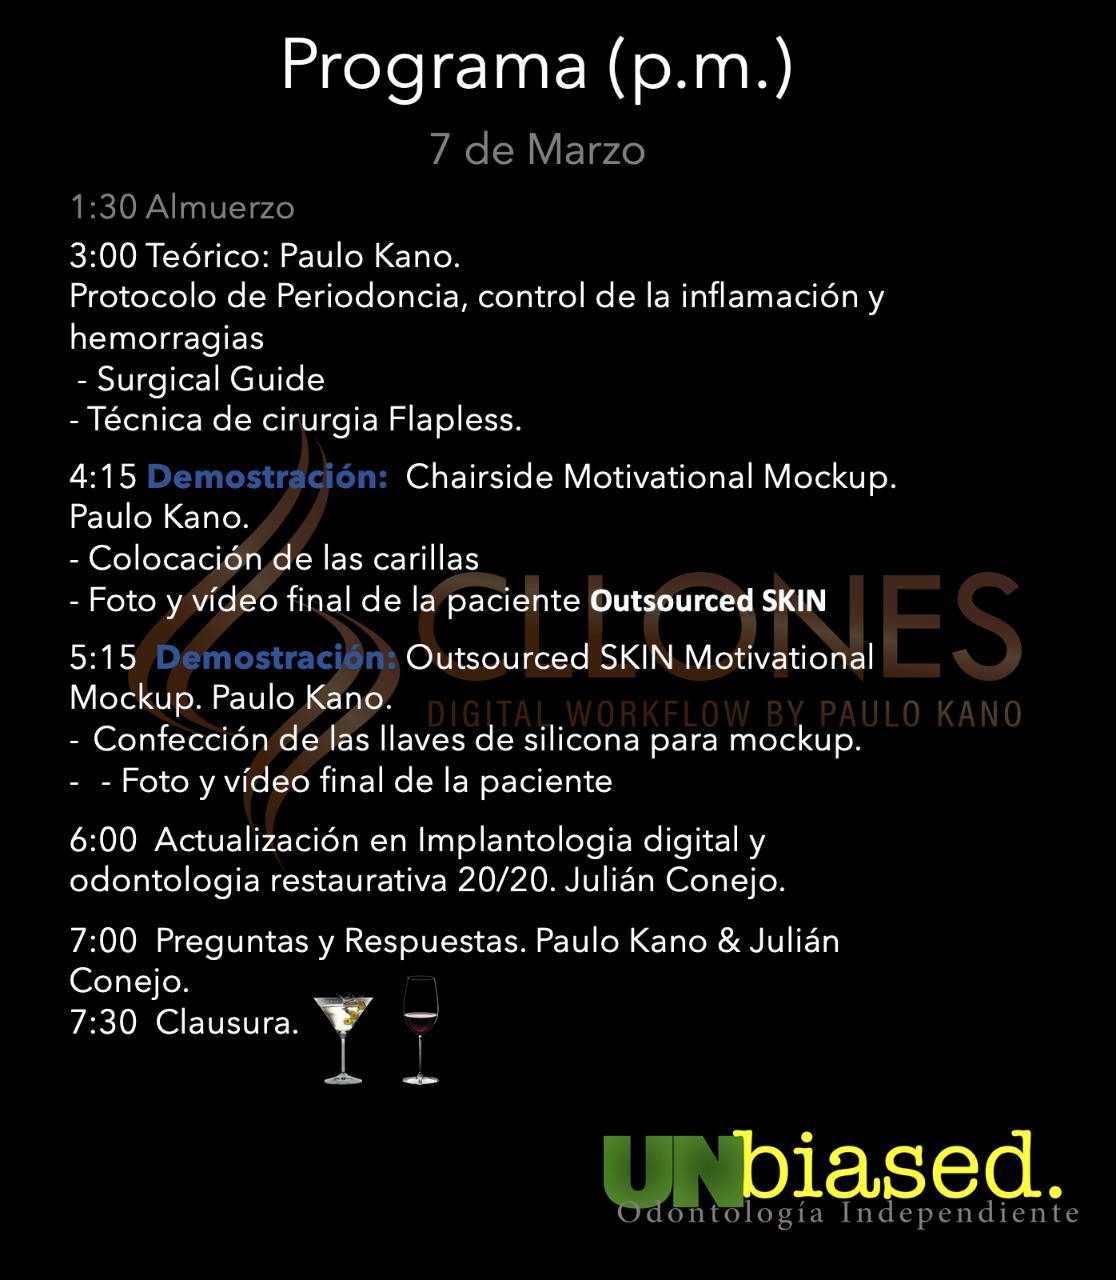 Programa (p.m.)
7 de Marzo
1:30 Almuerzo
3:00 Teórico: Paulo Kano.
Protocolo de Periodoncia, control de la inflamación y
hemorragias
- Surgical Guide
- Técnica de cirurgia Flapless.
4:15 Demostración: Chairside Motivational Mockup.
Paulo Kano.
- Colocación de las carillas
- Foto y vídeo final de la paciente Outsourced SKIN
CLLONES
5:15 Demostración: Outsourced SKIN Motivational
Mockup. Paulo Kano.
DIGITAL WORKFLOW BY PAULO KANO
- Confección de las llaves de silicona para mockup.
- - Foto y vídeo final de la paciente
6:00 Actualización en Implantologia digital y
odontologia restaurativa 20/20. Julián Conejo.
7:00 Preguntas y Respuestas. Paulo Kano & Julián
Conejo.
7:30 Clausura.
UNbiased.
Odontología Independiente